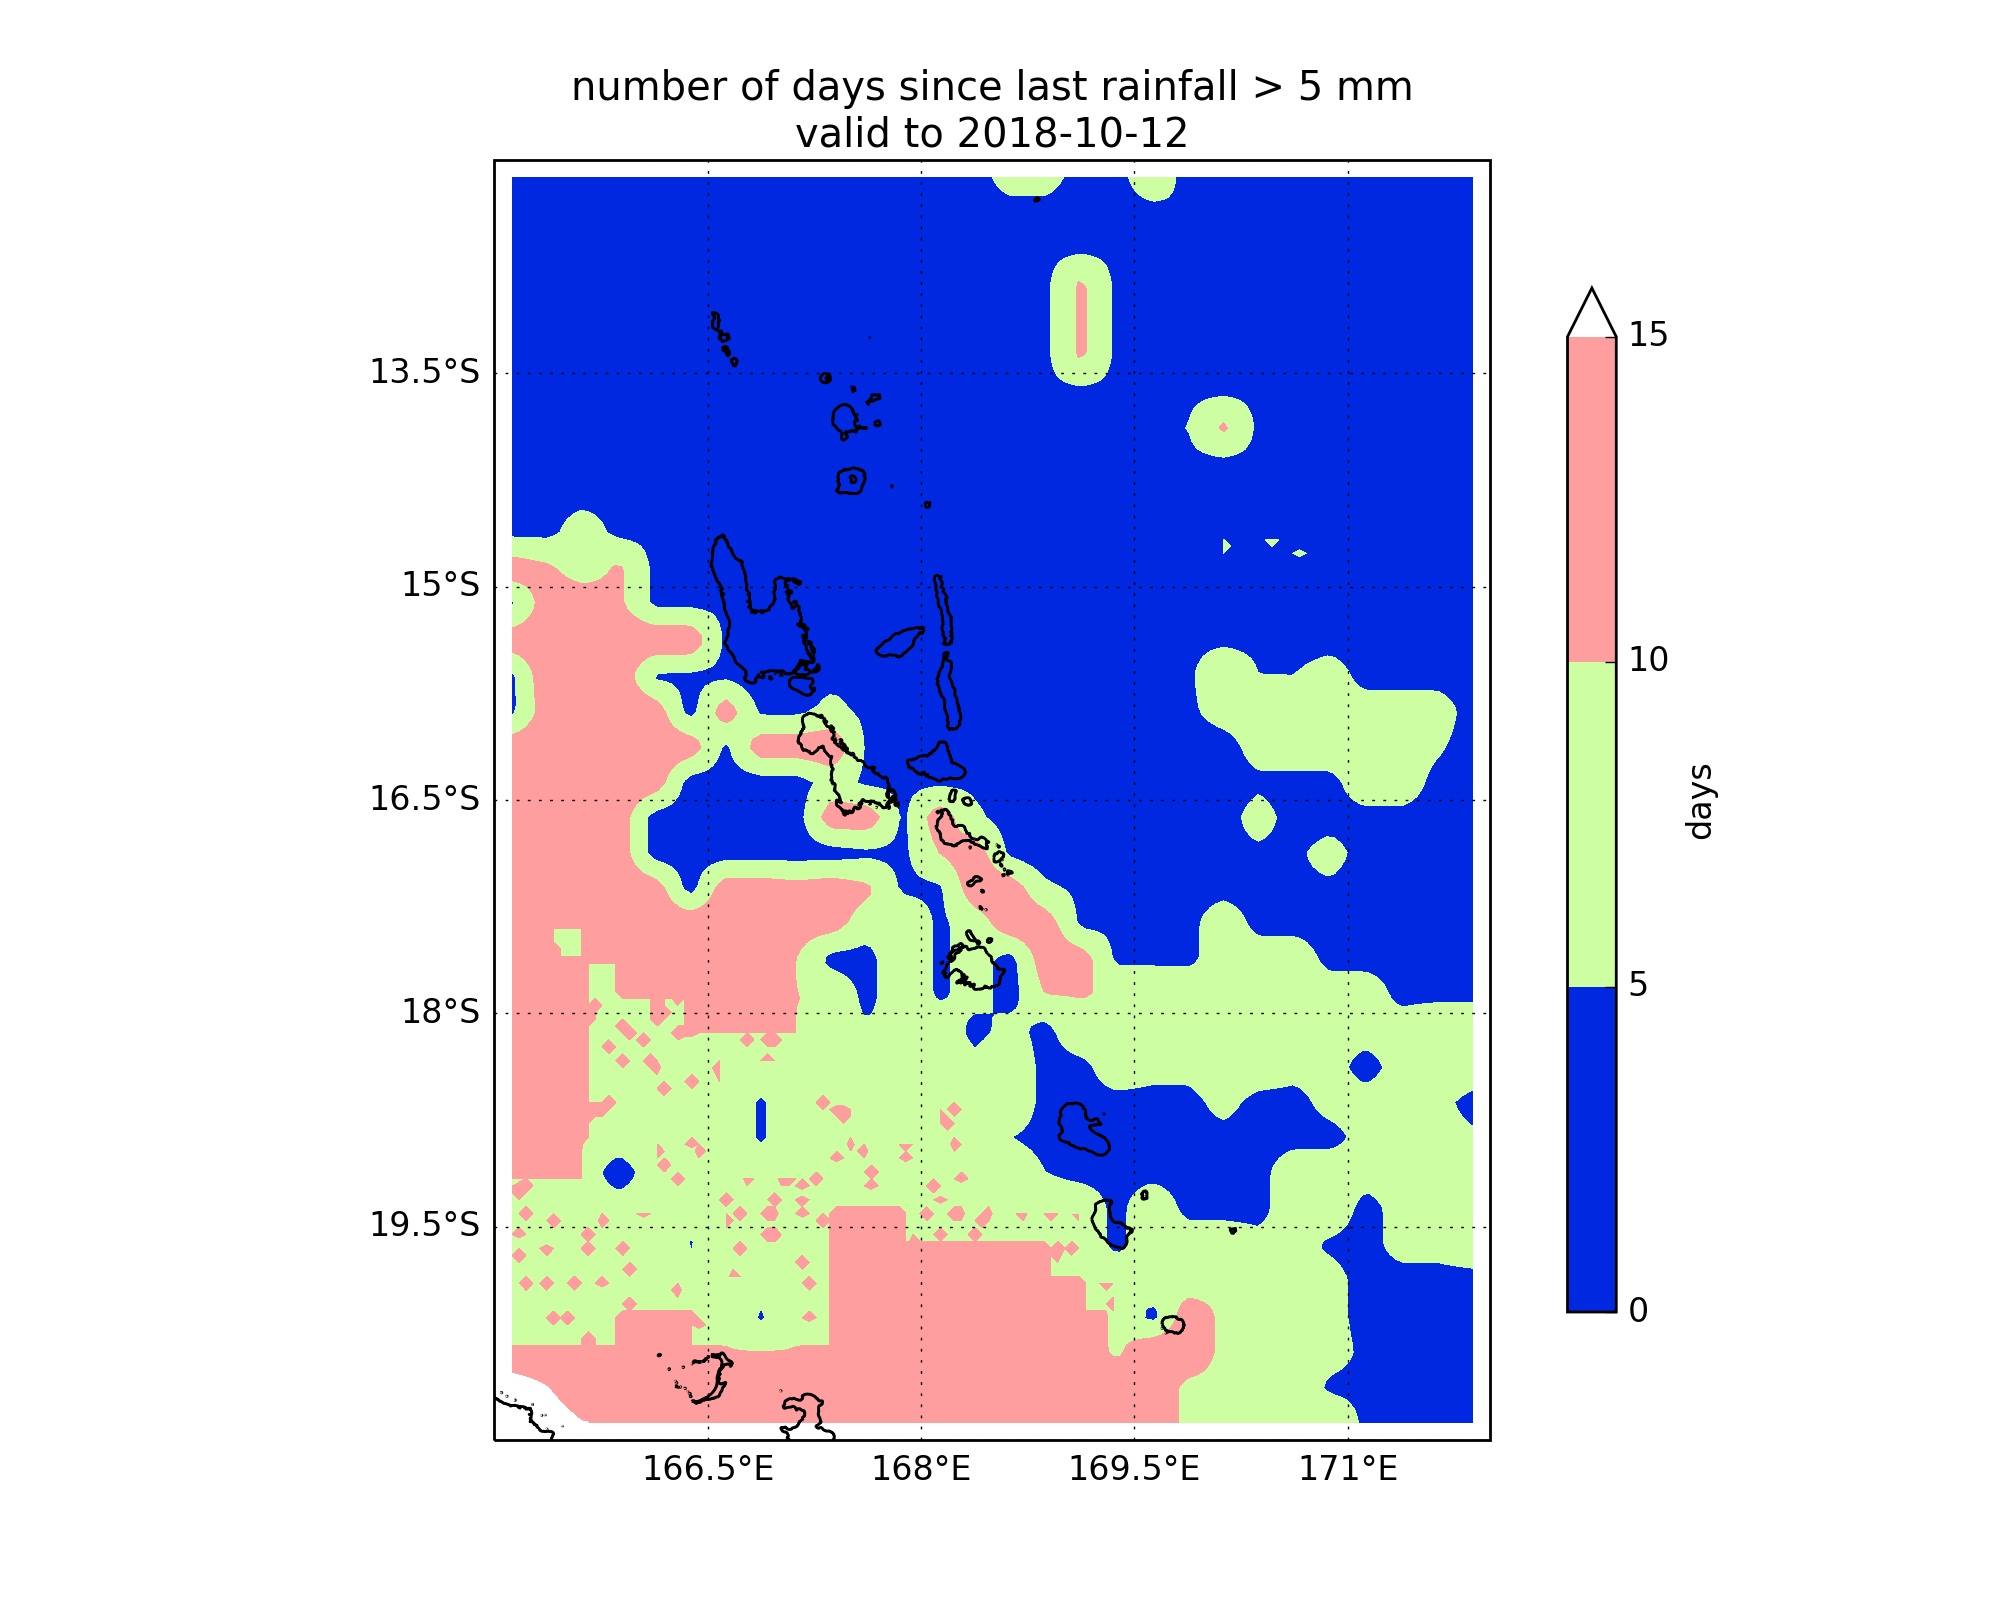 number of days since last rainfall > 5 mm
valid to 2018-10-12
13.5°S
15°S
16.5°S
18°S
19.5°S
166.5°E
168°E
169.5°E
171°E
15
10
5
0
days